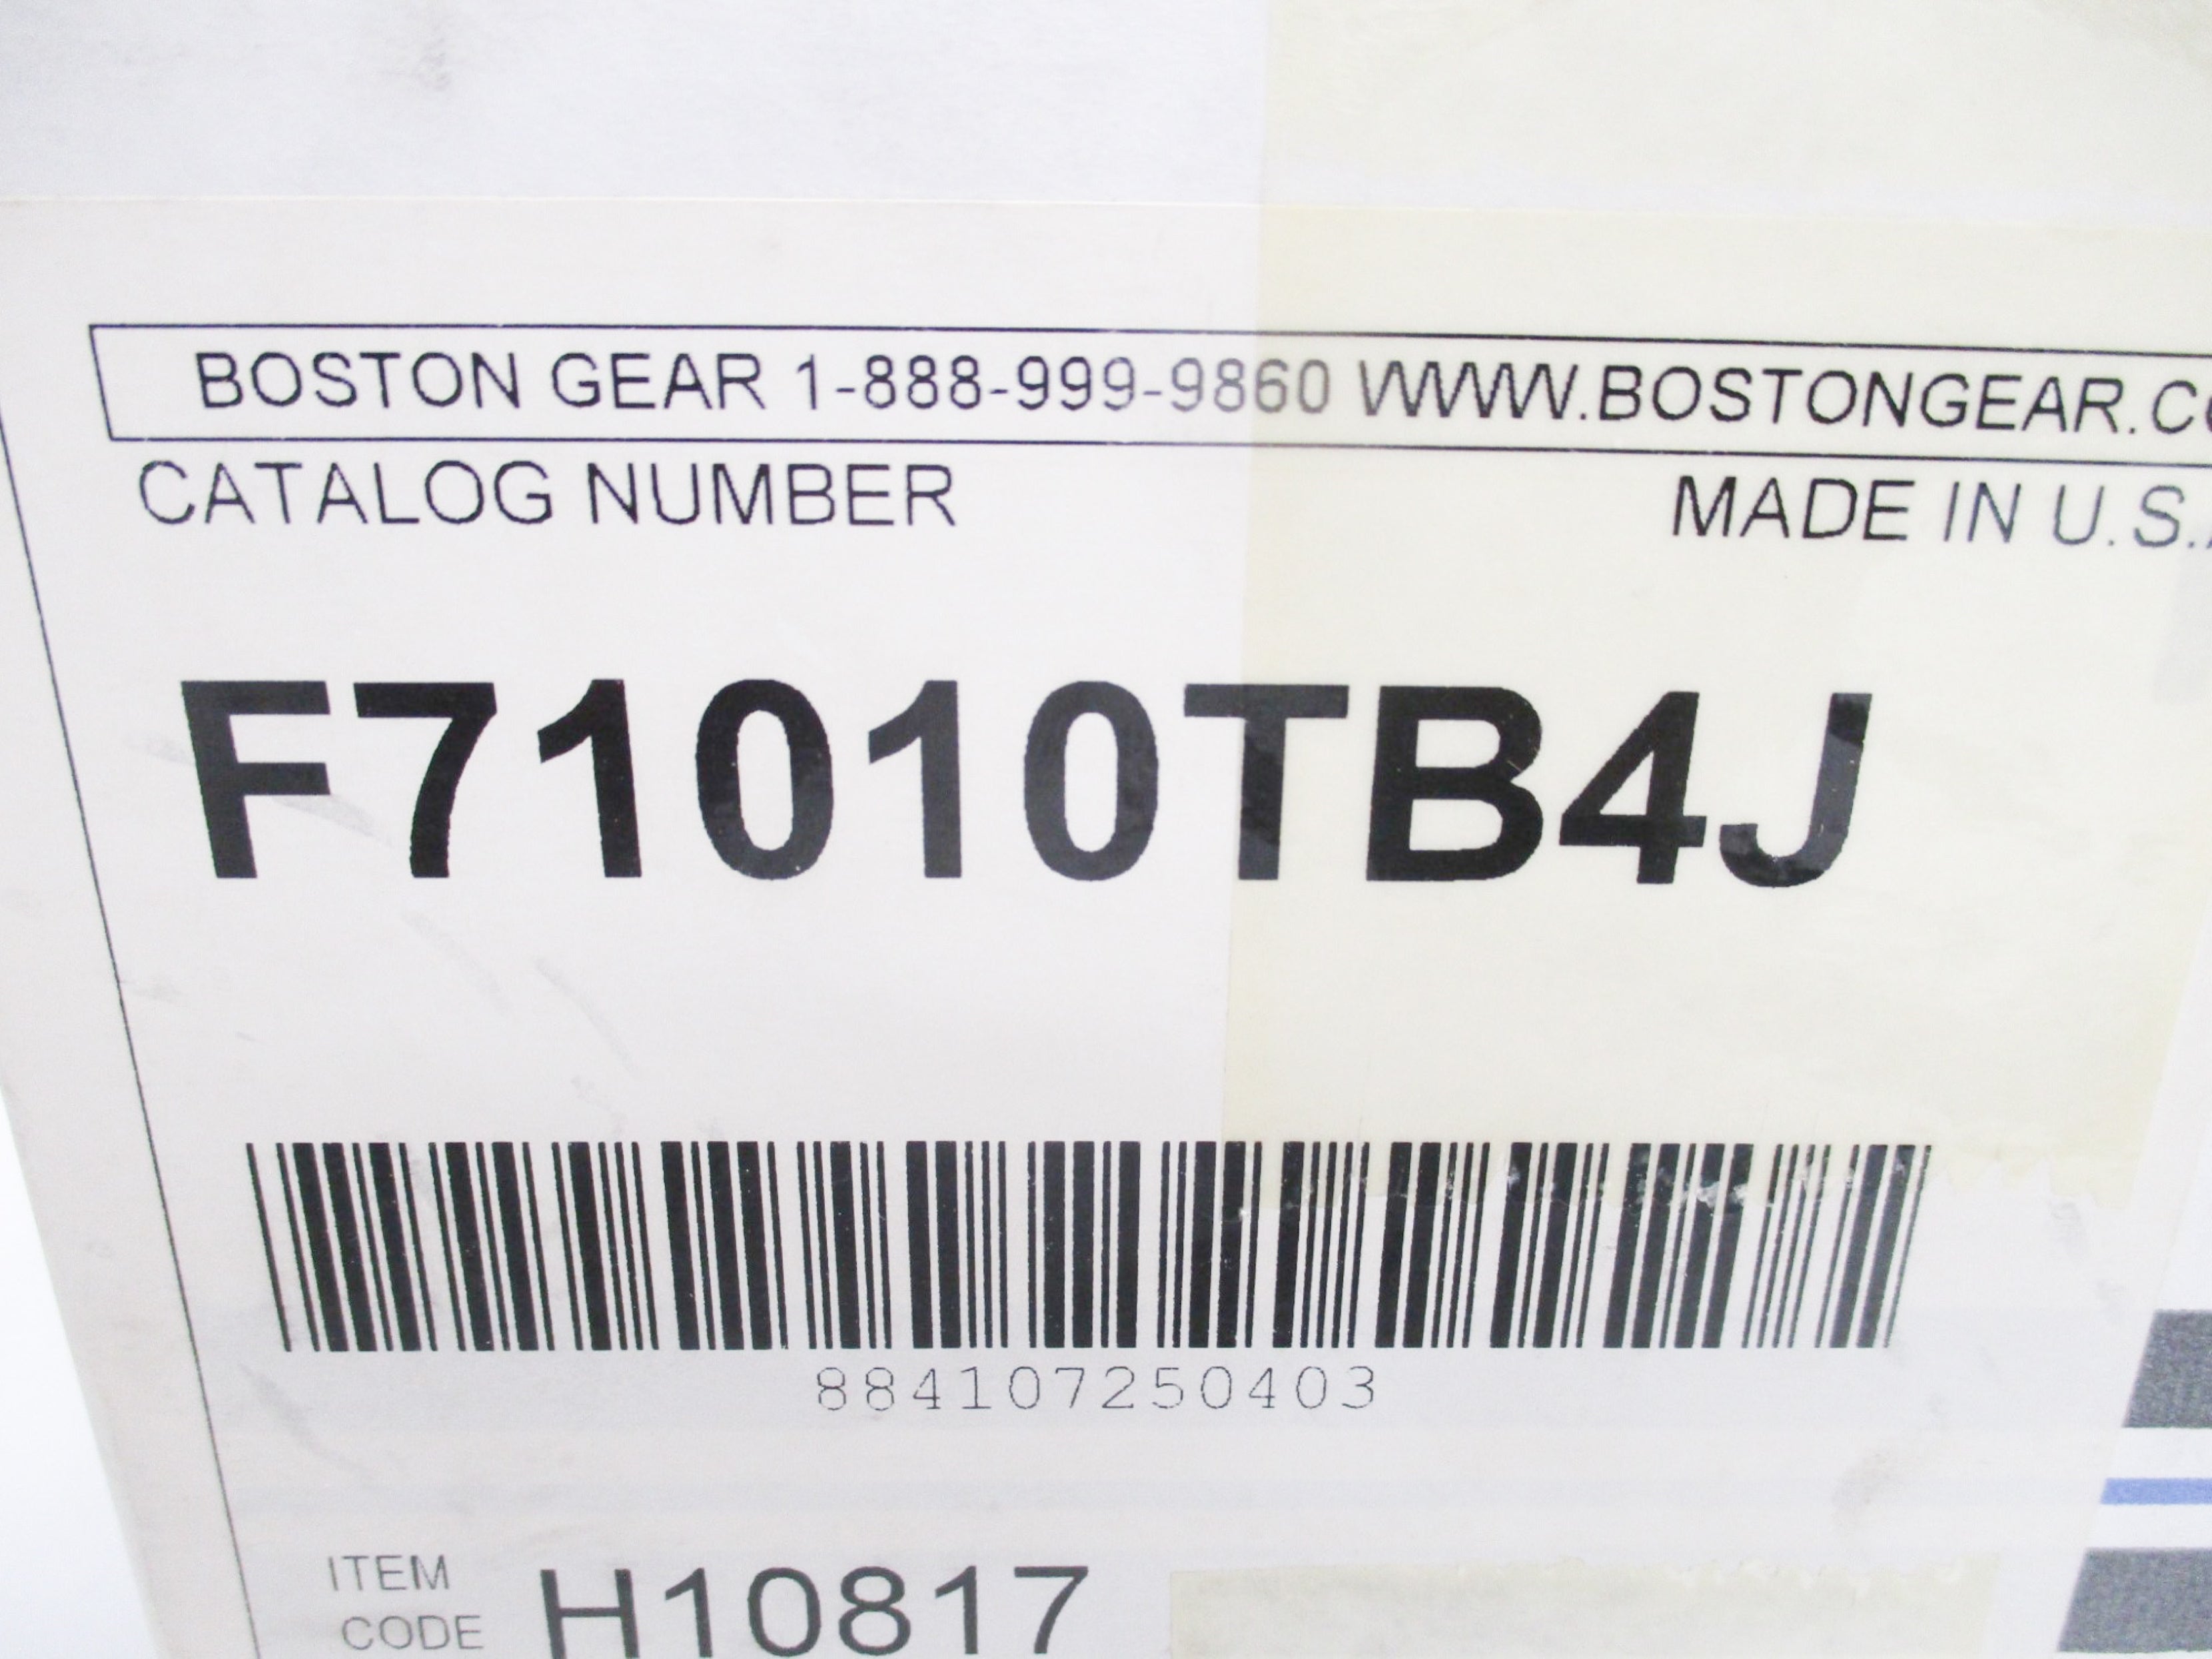 BOSTON GEAR 1-888-999-9860 WWW.BOSTONGEAR.C
CATALOG NUMBER MADE IN U.S.
F71010TB4J
884107250403
ITEM
CODE H10817